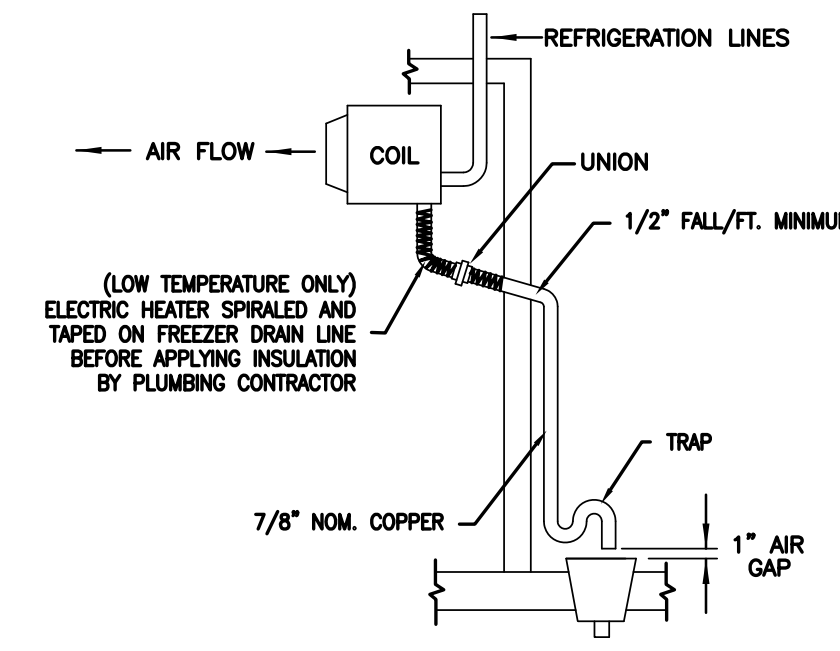 REFRIGERATION LINES
AIR FLOW
COIL
UNION
1/2" FALL/FT. MINIMU
(LOW TEMPERATURE ONLY)
ELECTRIC HEATER SPIRALED AND
TAPED ON FREEZER DRAIN LINE
BEFORE APPLYING INSULATION
BY PLUMBING CONTRACTOR
TRAP
7/8" NOM. COPPER
1" AIR
GAP